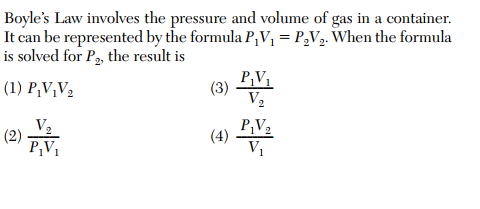 Boyle's Law involves the pressure and volume of gas in a container.
It can be represented by the formula P₁V₁ = P₂V₂. When the formula
is solved for P₂, the result is
(1) P₁V₁V₂
(2) V₂/P₁V₁
(3) P₁V₁/V₂
(4) P₁V₂/V₁